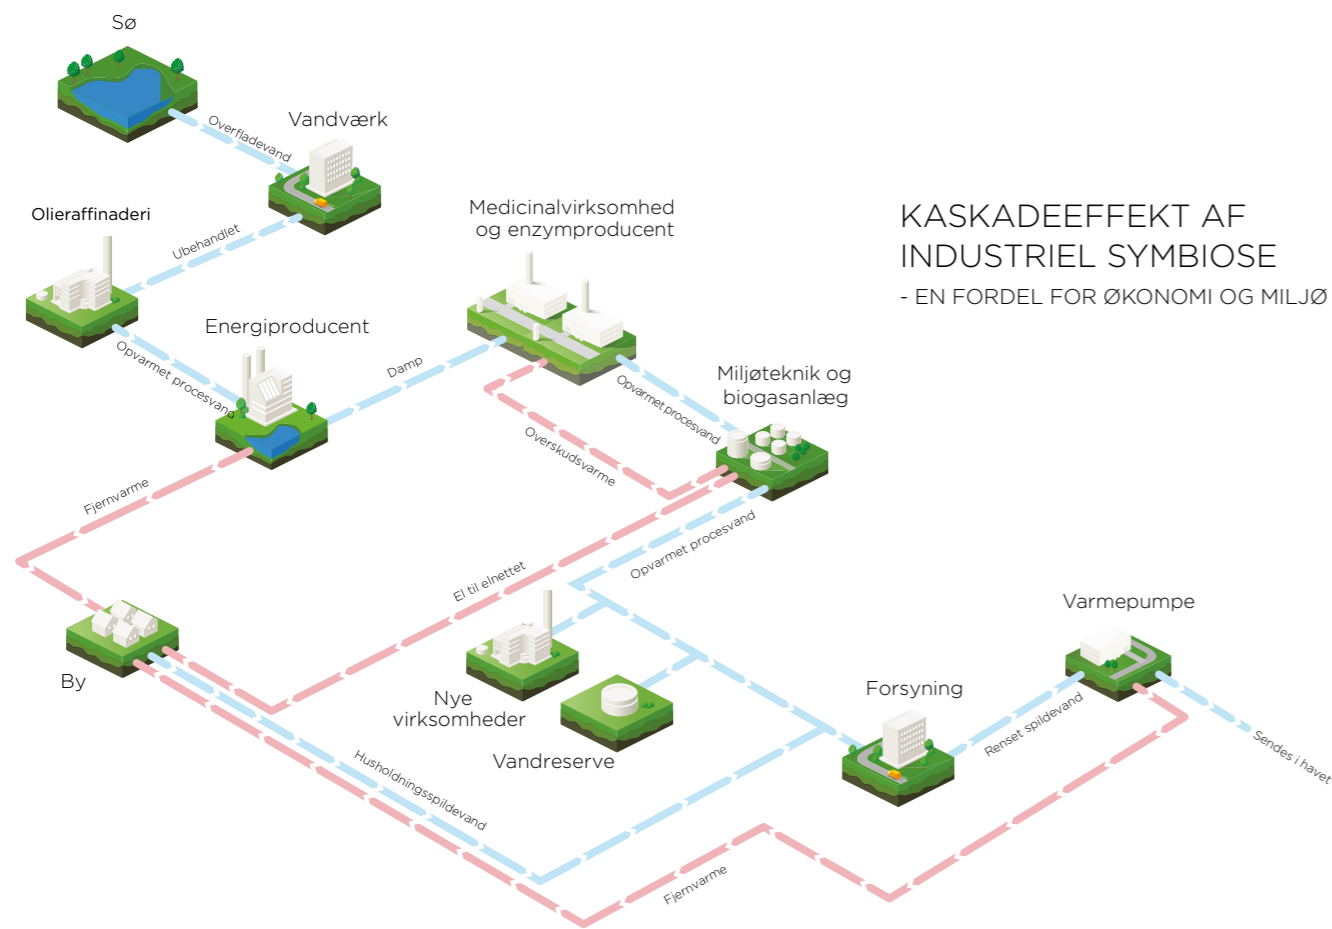 Sø
Overfladevand
Vandværk
Olieraffinaderi
Ubehandlet
Medicinalvirksomhed
og enzymproducent
KASKADEEFFEKT AF
INDUSTRIEL SYMBIOSE
- EN FORDEL FOR ØKONOMI OG MILJØ
Energiproducent
Opvarmet procesvand
Damp
Opvarmet procesvand
Miljøteknik og
biogasanlæg
Overskudsvarme
Fjernvarme
El til elnettet
Opvarmet procesvand
By
Nye
virksomheder
Vandreserve
Varmepumpe
Forsyning
Renset spildevand
Sendes i havet
Husholdningsspildevand
Fjernvarme